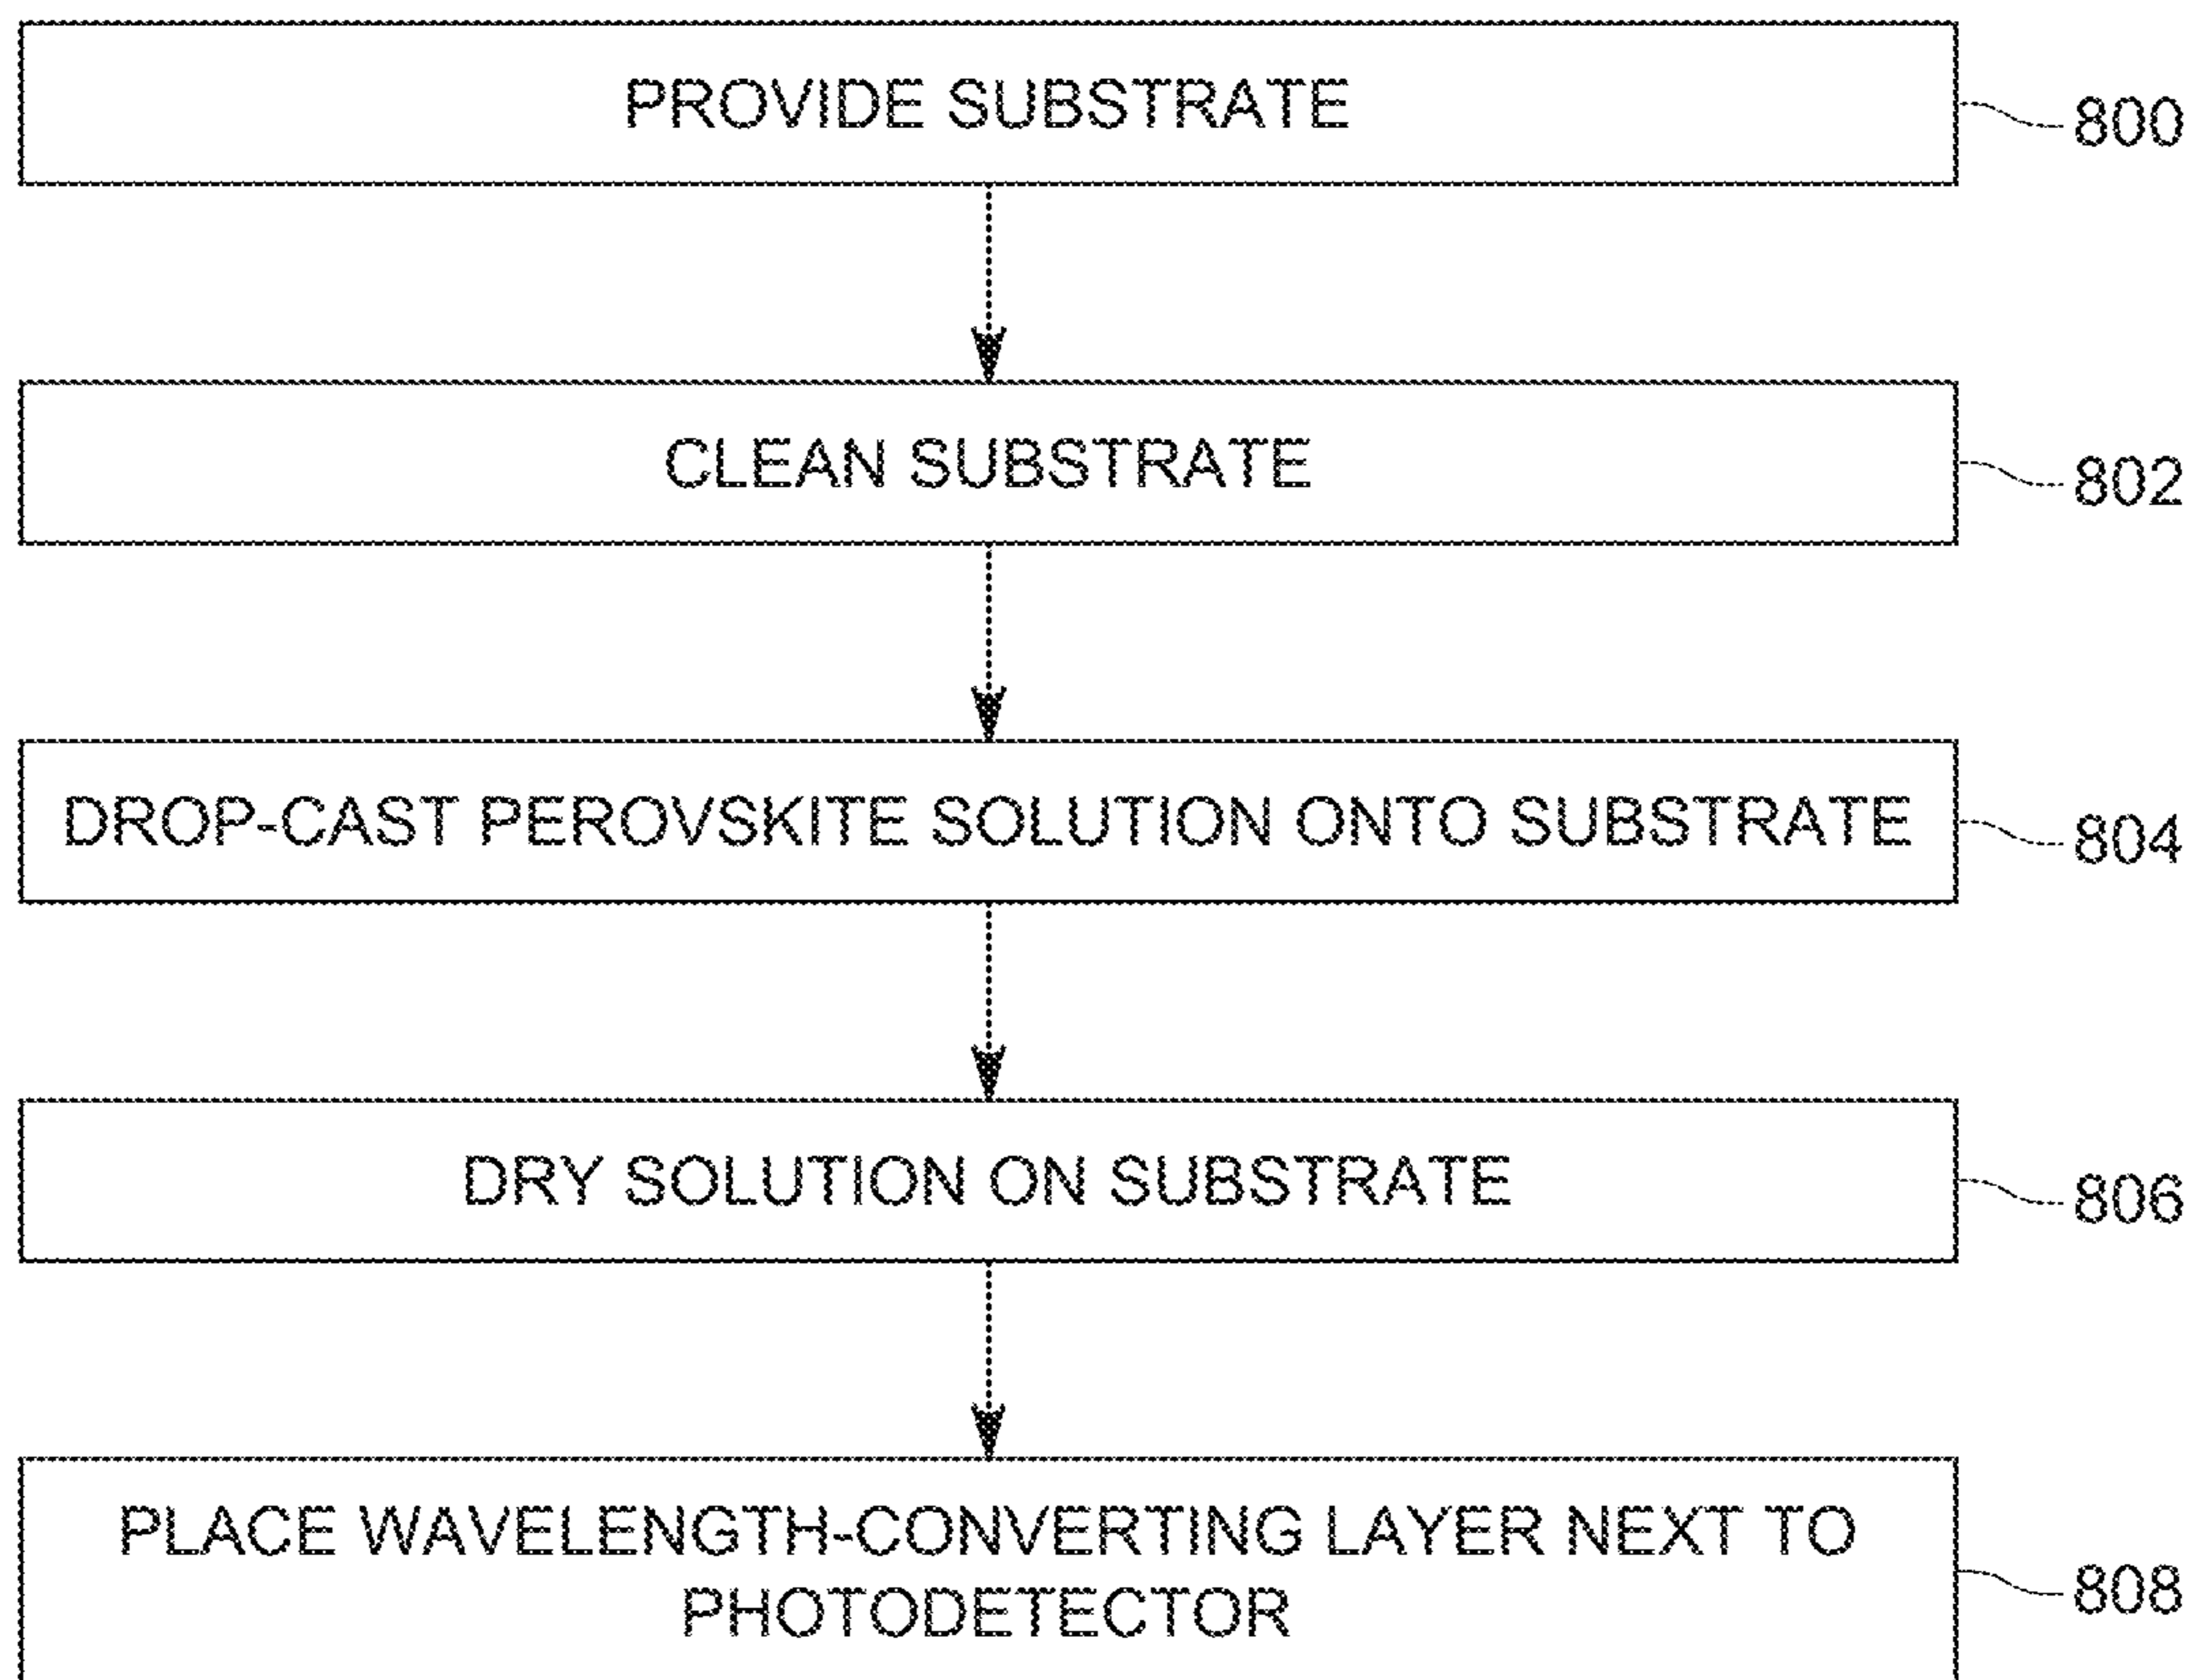 PROVIDE SUBSTRATE
800
CLEAN SUBSTRATE
802
DROP-CAST PEROVSKITE SOLUTION ONTO SUBSTRATE
804
DRY SOLUTION ON SUBSTRATE
806
PLACE WAVELENGTH-CONVERTING LAYER NEXT TO
PHOTODETECTOR
808